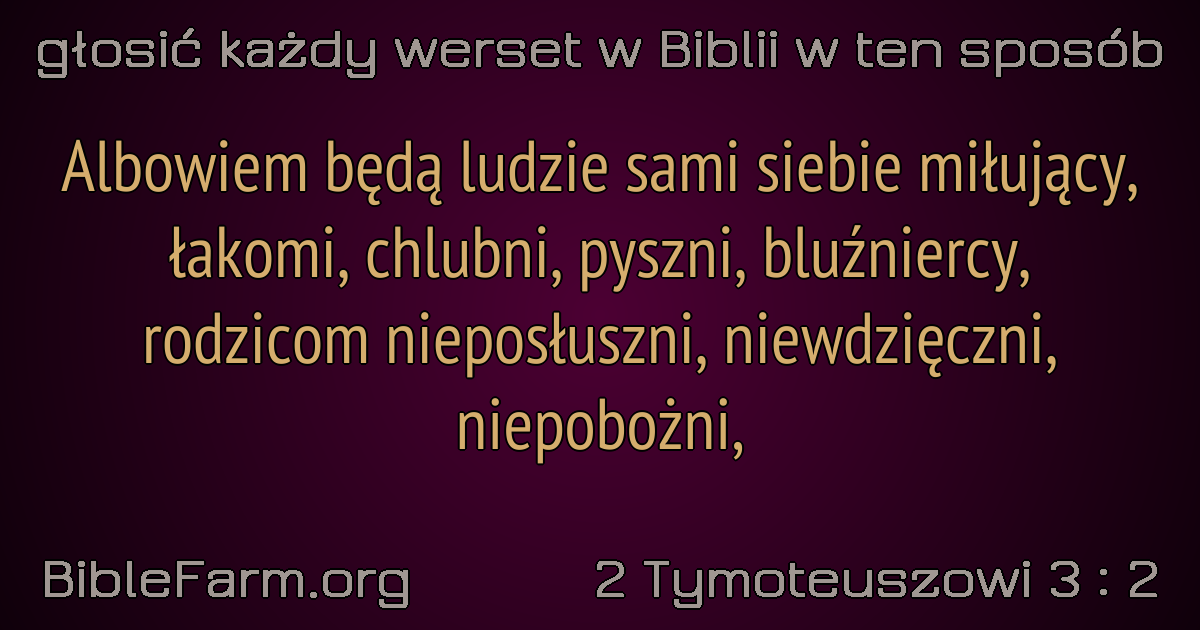 głosić każdy werset w Biblii w ten sposób
Albowiem będą ludzie sami siebie miłujący,
łakomi, chlubni, pyszni, bluźniercy,
rodzicom nieposłuszni, niewdzięczni,
niepobożni,
BibleFarm.org
2 Tymoteuszowi 3 : 2